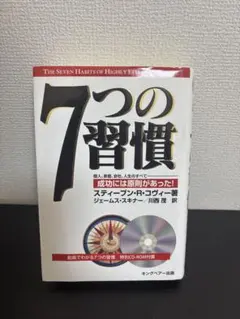 THE SEVEN HABITS OF HIGHLY EFF
7つの
習慣
個人、家庭、会社、人生のすべて――
成功には原則があった!
スティーブン・R・コヴィー著
ジェームス・スキナー/川西 茂 訳
キングベアー出版